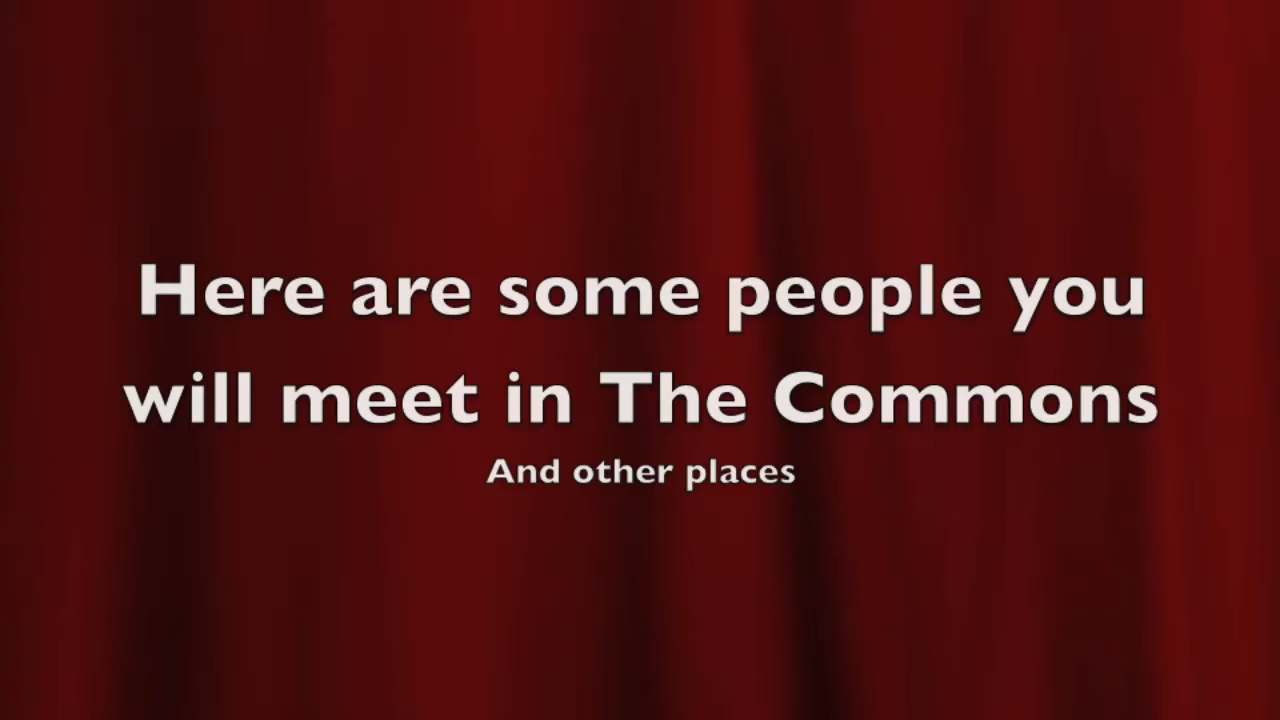 Here are some people you
will meet in The Commons
And other places